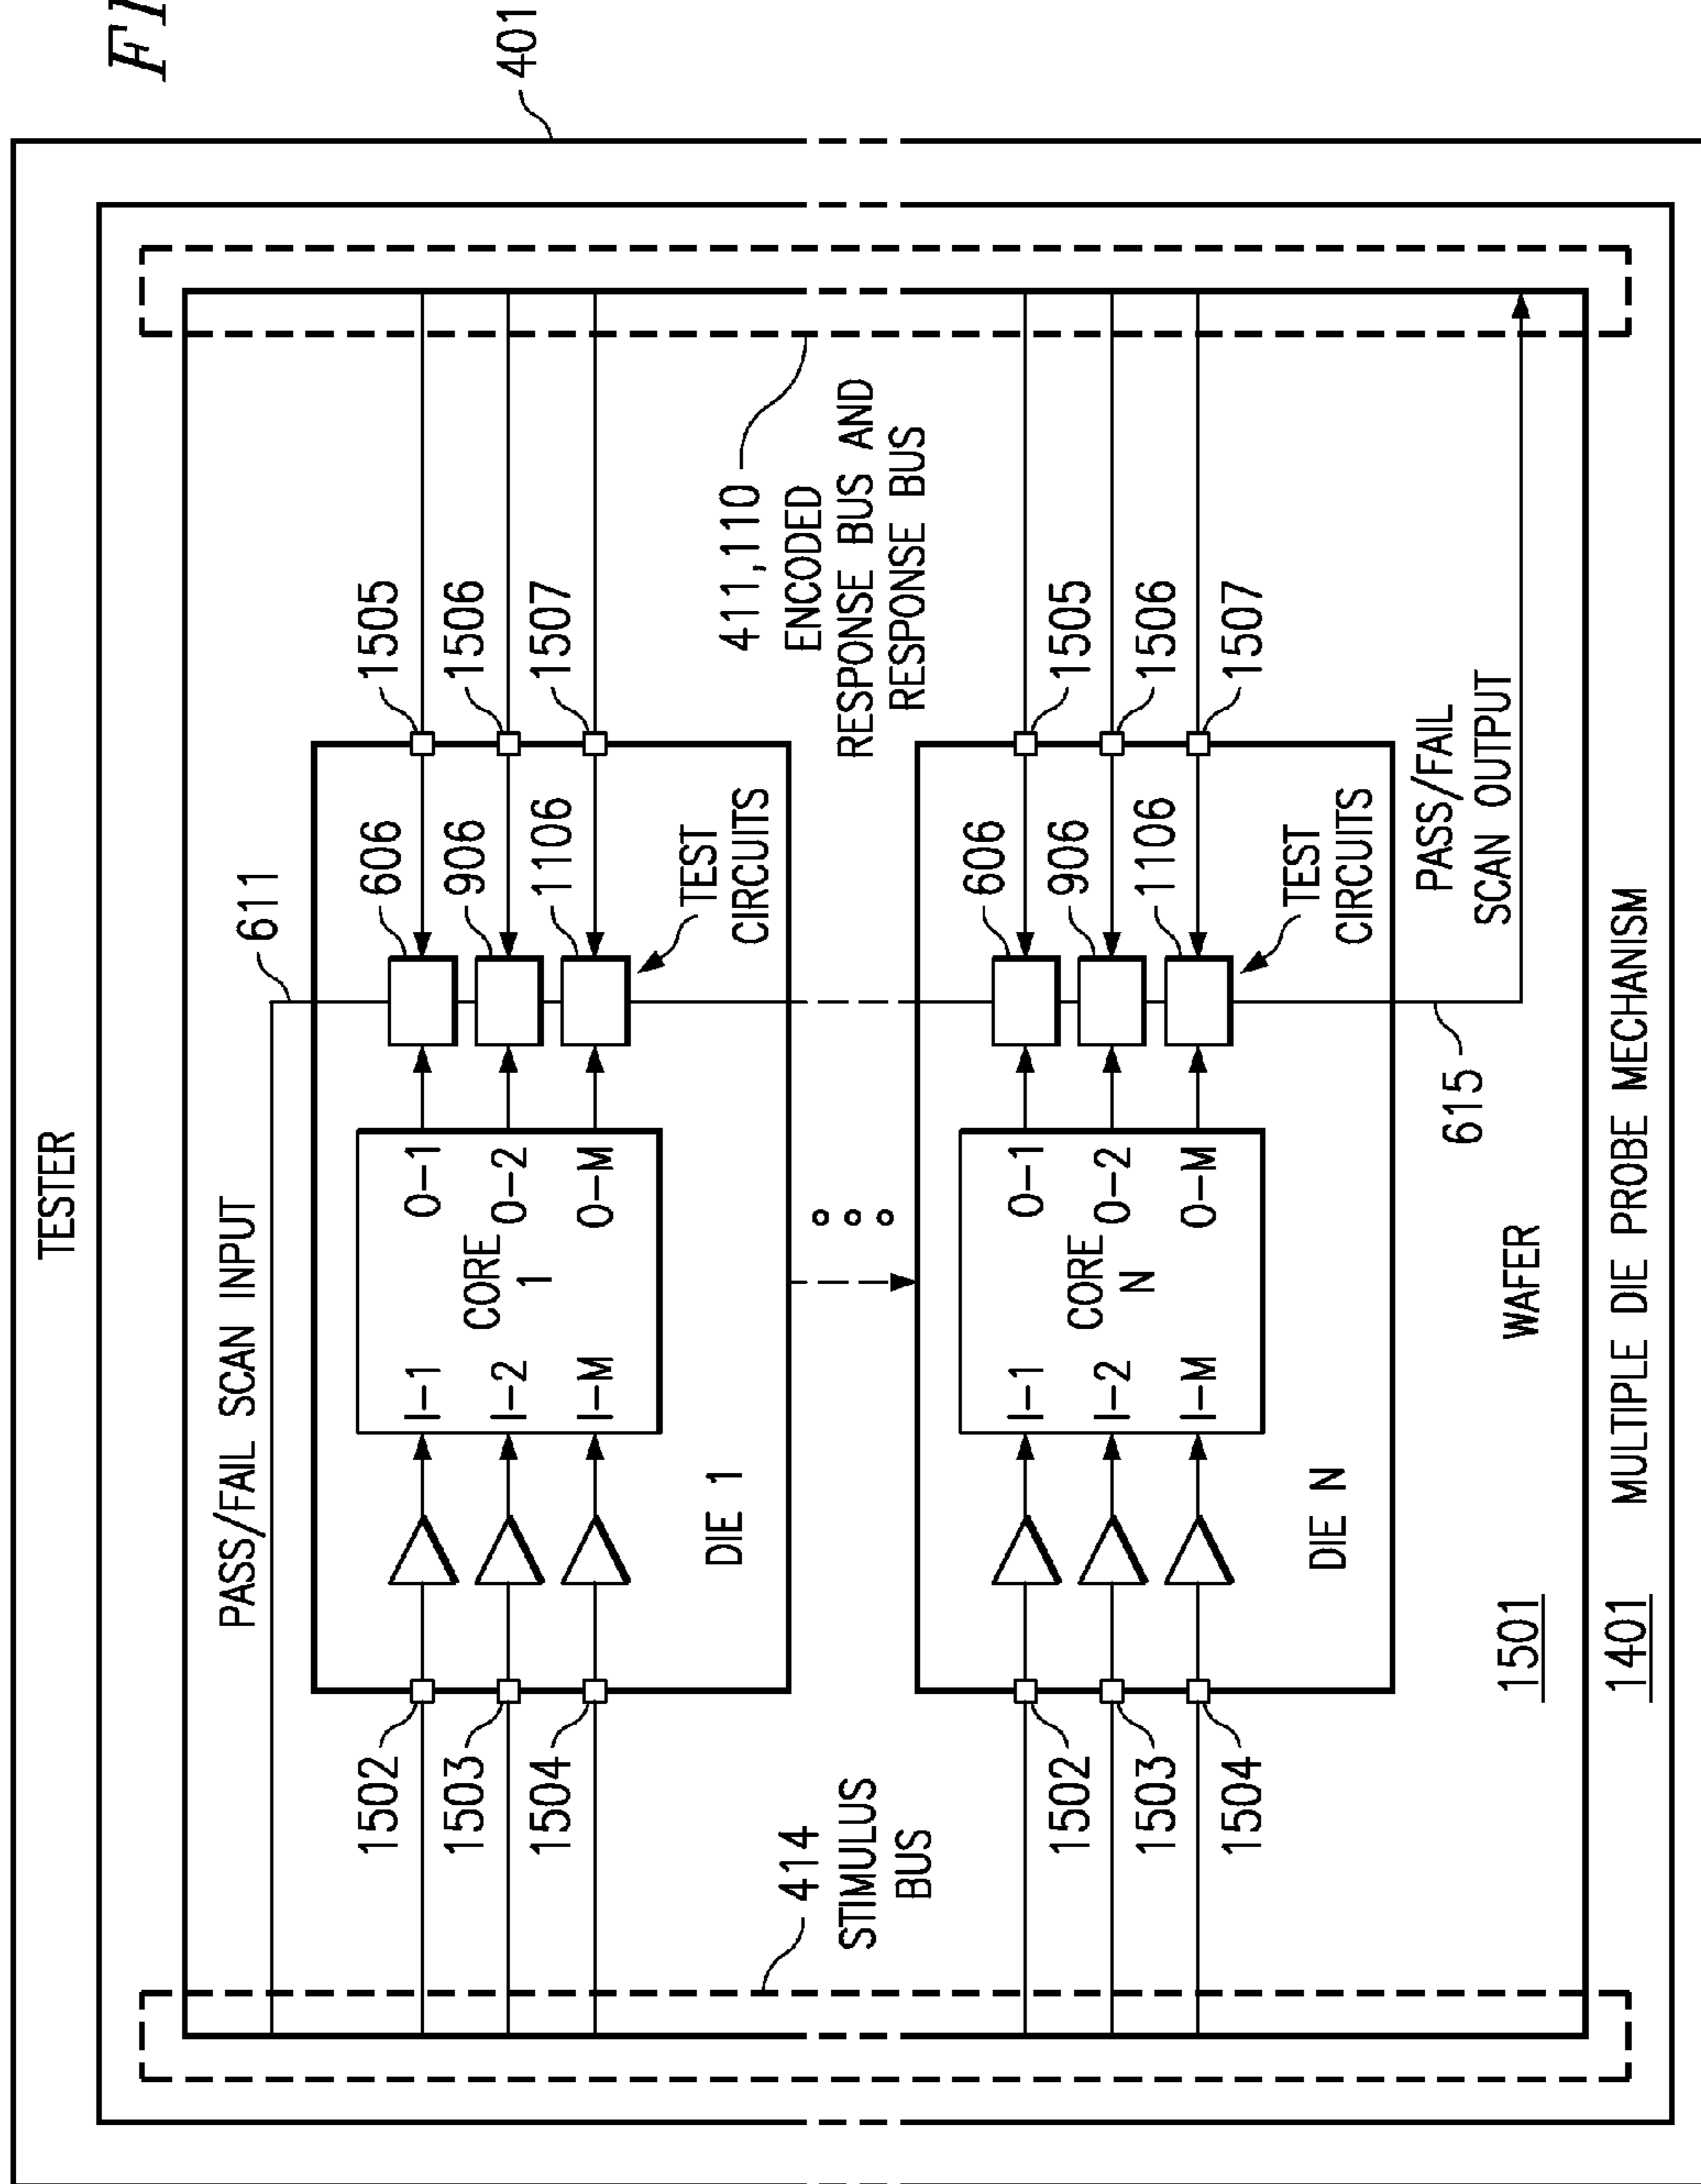 TESTER
FI
PASS/FAIL SCAN INPUT
611
401
1502
I-1
O-1
606
1505
1503
I-2
CORE
1
O-2
906
1506
1504
I-M
O-M
1106
1507
DIE 1
TEST
CIRCUITS
414
STIMULUS
BUS
411,110
ENCODED
RESPONSE BUS AND
RESPONSE BUS
1502
I-1
O-1
606
1505
1503
I-2
CORE
N
O-2
906
1506
1504
I-M
O-M
1106
1507
DIE N
TEST
CIRCUITS
615
PASS/FAIL
SCAN OUTPUT
1501
WAFER
1401
MULTIPLE DIE PROBE MECHANISM